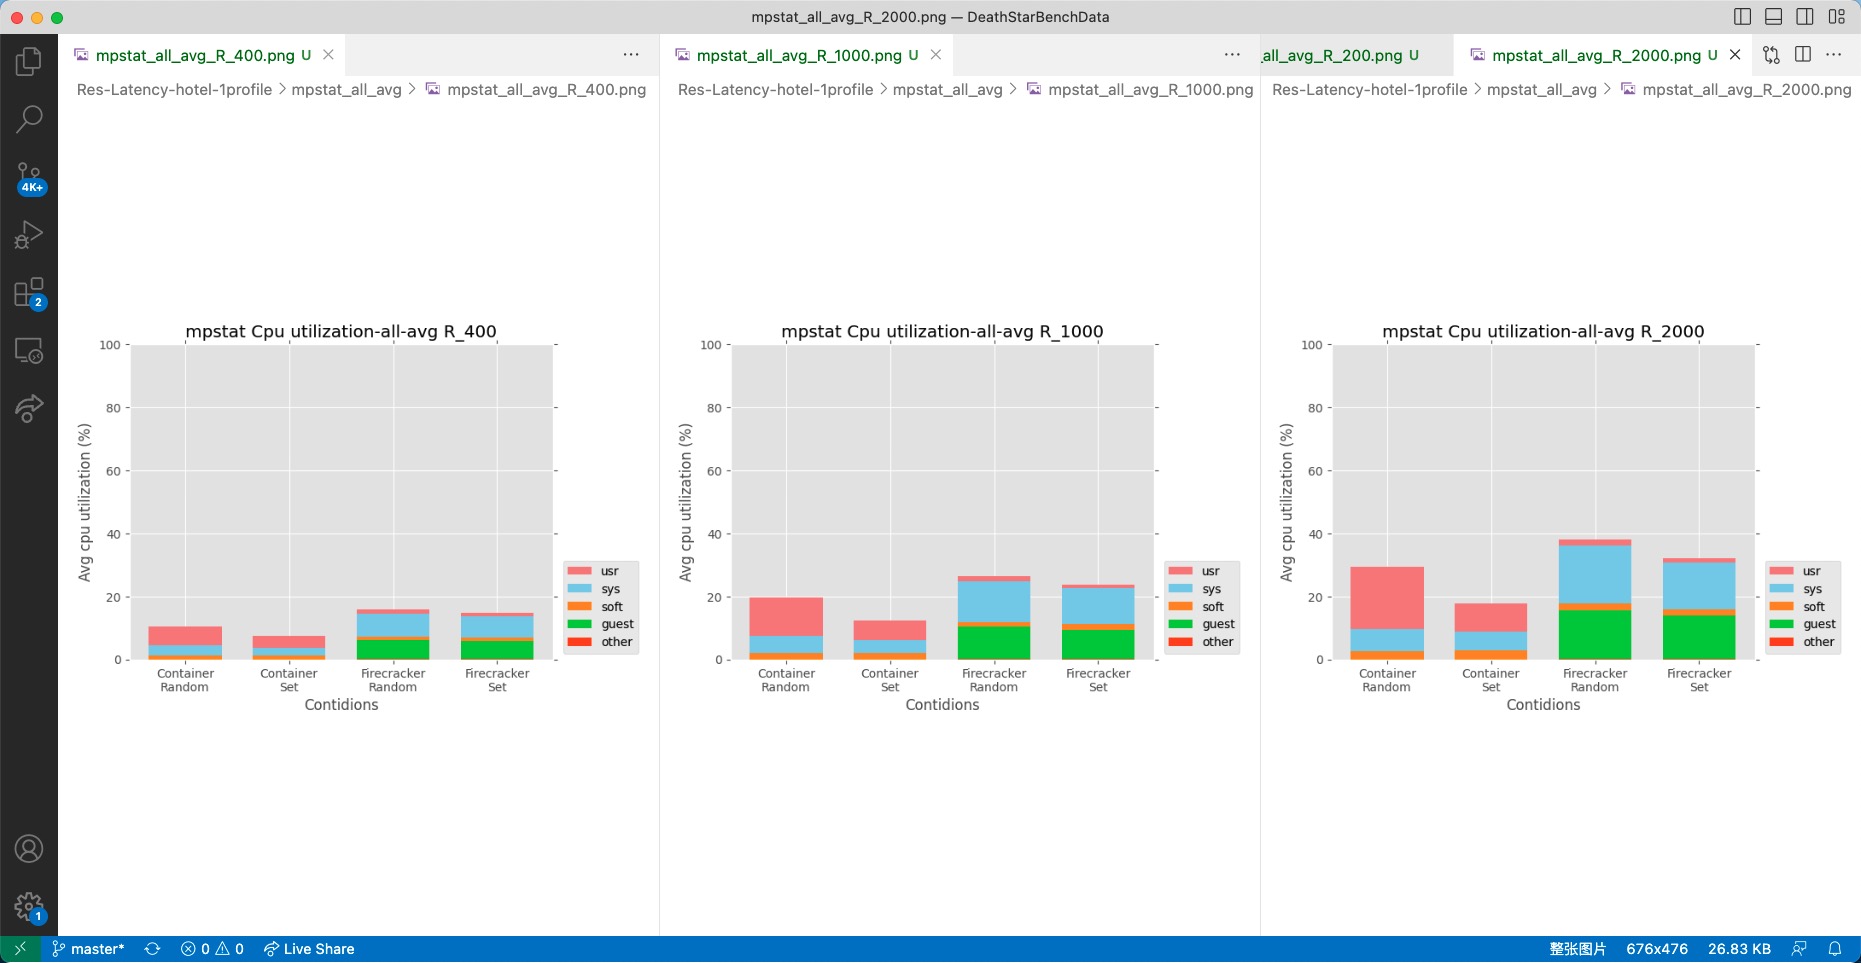 mpstat_all_avg_R_2000.png — DeathStarBenchData
mpstat_all_avg_R_400.png U
mpstat_all_avg_R_1000.png U
_all_avg_R_200.png U
mpstat_all_avg_R_2000.png U
Res-Latency-hotel-1profile > mpstat_all_avg > mpstat_all_avg_R_400.png
Res-Latency-hotel-1profile > mpstat_all_avg > mpstat_all_avg_R_1000.png
Res-Latency-hotel-1profile > mpstat_all_avg > mpstat_all_avg_R_2000.png
4K+
2
1
mpstat Cpu utilization-all-avg R_400
100
80
60
40
20
0
Avg cpu utilization (%)
Container Random
Container Set
Firecracker Random
Firecracker Set
Contidions
usr
sys
soft
guest
other
mpstat Cpu utilization-all-avg R_1000
100
80
60
40
20
0
Avg cpu utilization (%)
Container Random
Container Set
Firecracker Random
Firecracker Set
Contidions
usr
sys
soft
guest
other
mpstat Cpu utilization-all-avg R_2000
100
80
60
40
20
0
Avg cpu utilization (%)
Container Random
Container Set
Firecracker Random
Firecracker Set
Contidions
usr
sys
soft
guest
other
master* 0 0 Live Share
整张图片 676x476 26.83 KB